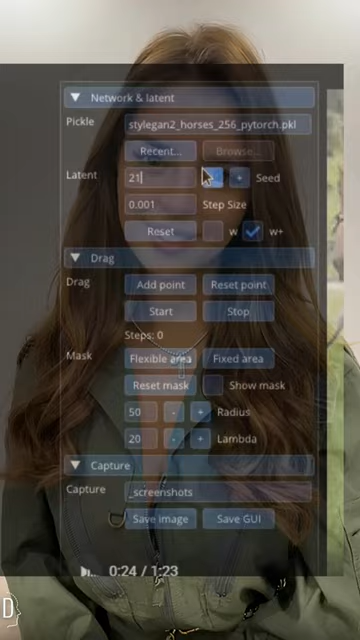 Network & latent
Pickle stylegan2_horses_256_pytorch.pkl
Recent... Browse...
Latent 21 - + Seed
0.001 Step Size
Reset w w+
Drag
Drag Add point Reset point
Start Stop
Steps: 0
Mask Flexible area Fixed area
Reset mask Show mask
50 - + Radius
20 - + Lambda
Capture
Capture _screenshots
Save image Save GUI
0:24 / 1:23
D